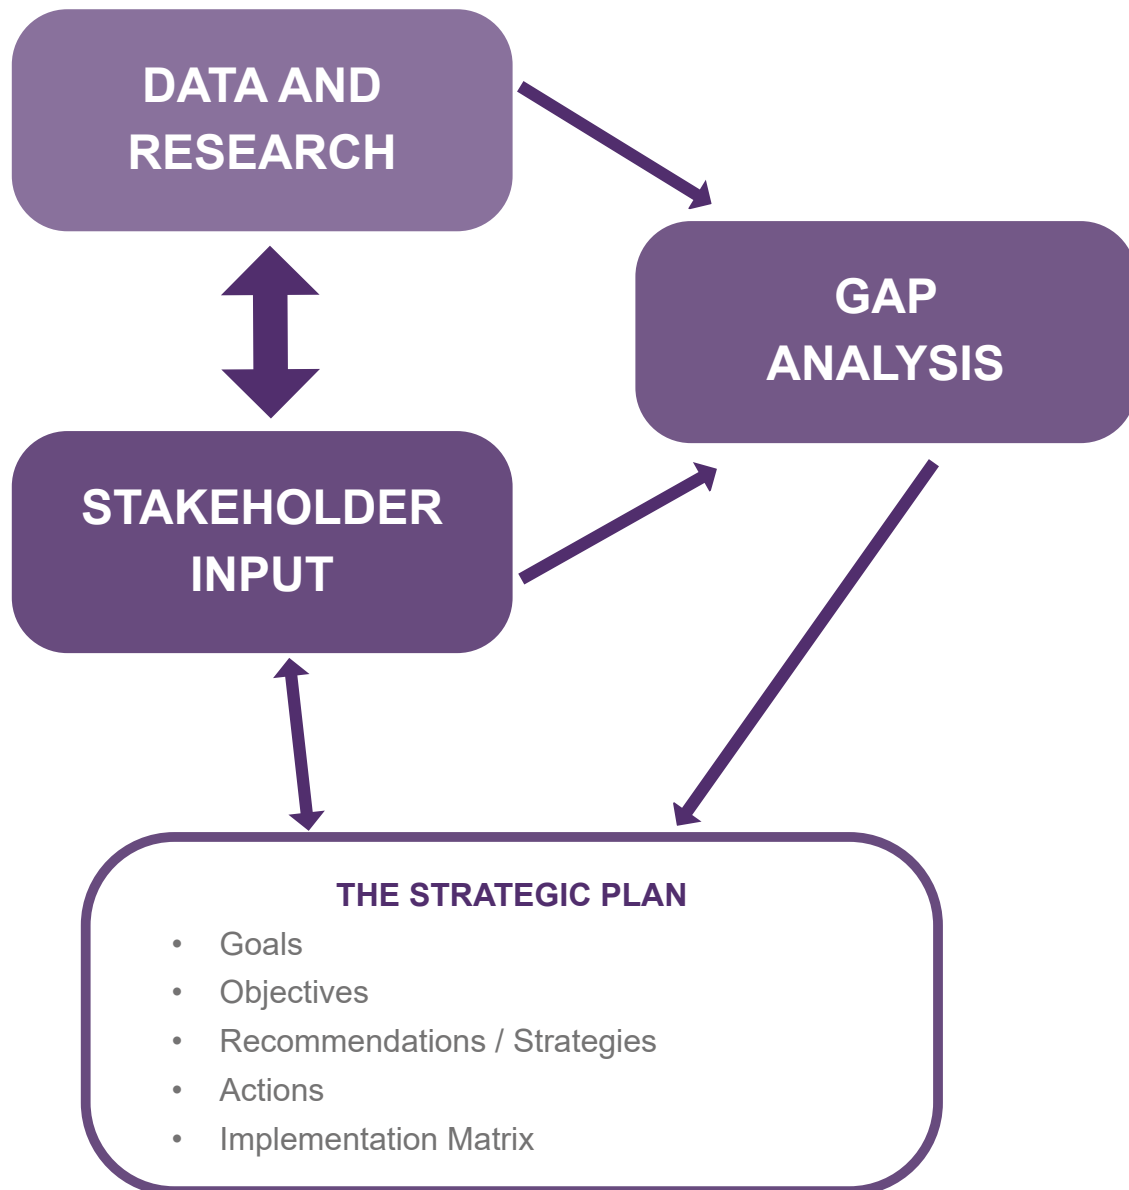 DATA AND
RESEARCH
GAP
ANALYSIS
STAKEHOLDER
INPUT
THE STRATEGIC PLAN
• Goals
• Objectives
• Recommendations / Strategies
• Actions
• Implementation Matrix